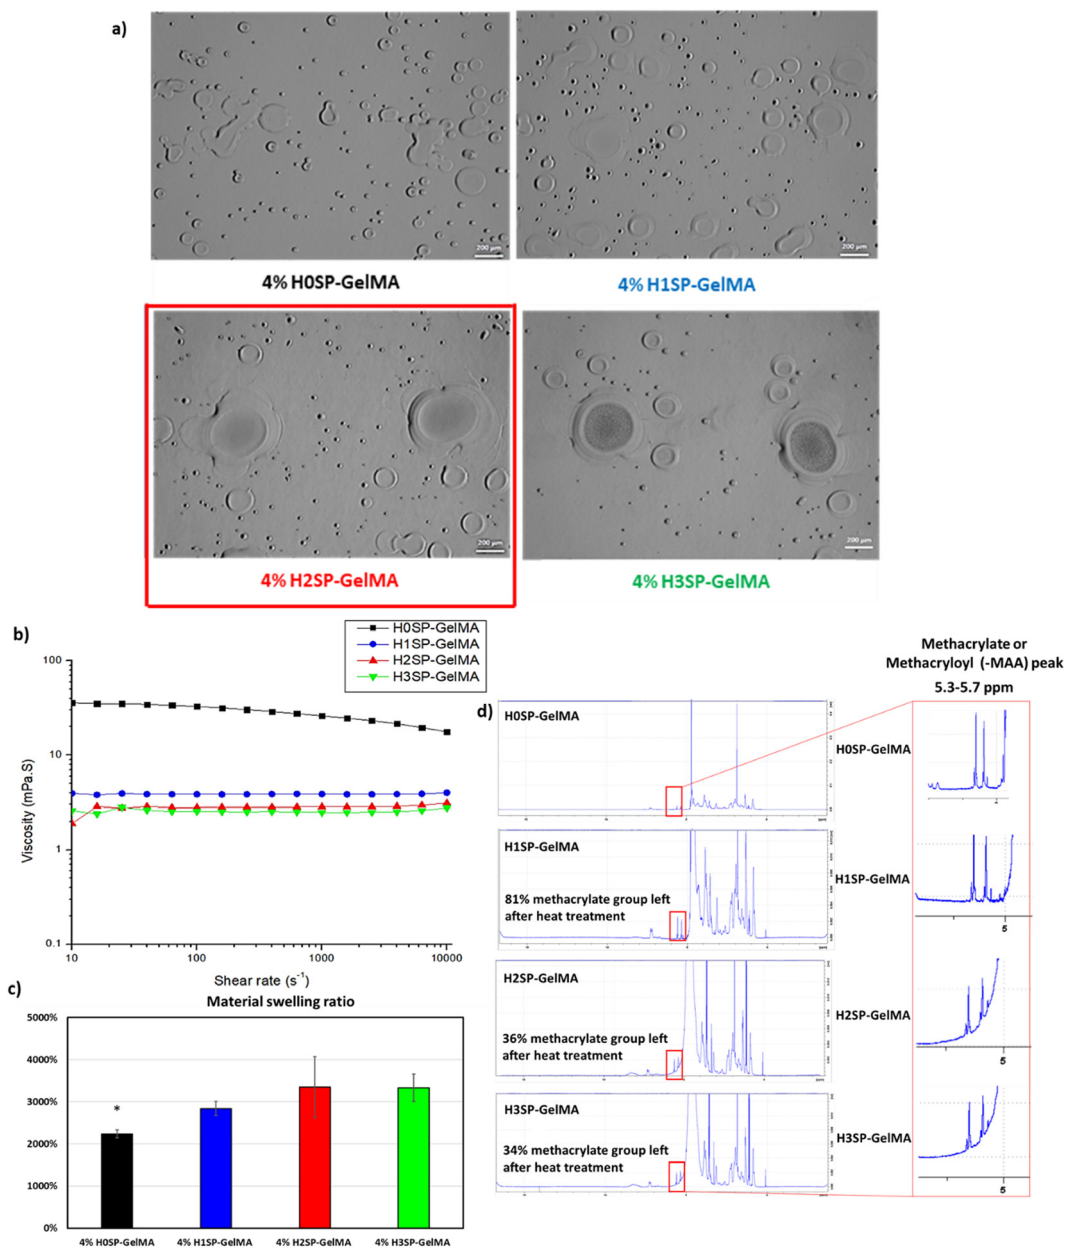 a)
200 µm
200 µm
4% H0SP-GelMA
4% H1SP-GelMA
200 µm
200 µm
4% H2SP-GelMA
4% H3SP-GelMA
b)
H0SP-GelMA
H1SP-GelMA
H2SP-GelMA
H3SP-GelMA
100
10
1
0.1
Viscosity (mPa.S)
10
100
1000
10000
Shear rate (s⁻¹)
c)
Material swelling ratio
5000%
4000%
3000%
2000%
1000%
0%
*
4% H0SP-GelMA
4% H1SP-GelMA
4% H2SP-GelMA
4% H3SP-GelMA
Methacrylate or
Methacryloyl (-MAA) peak
5.3-5.7 ppm
d)
H0SP-GelMA
H0SP-GelMA
H1SP-GelMA
81% methacrylate group left
after heat treatment
H1SP-GelMA
5
H2SP-GelMA
36% methacrylate group left
after heat treatment
H2SP-GelMA
5
H3SP-GelMA
34% methacrylate group left
after heat treatment
H3SP-GelMA
5